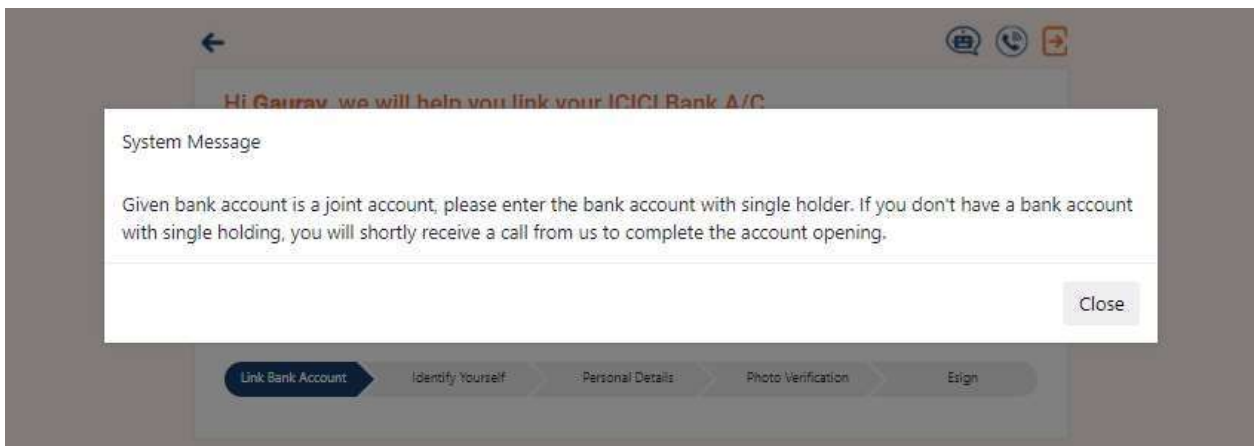 Hi Gaurav, we will help you link your ICICI Bank A/C
System Message
Given bank account is a joint account, please enter the bank account with single holder. If you don't have a bank account
with single holding, you will shortly receive a call from us to complete the account opening.
Close
Link Bank Account
Identify Yourself
Personal Details
Photo Verification
Esign